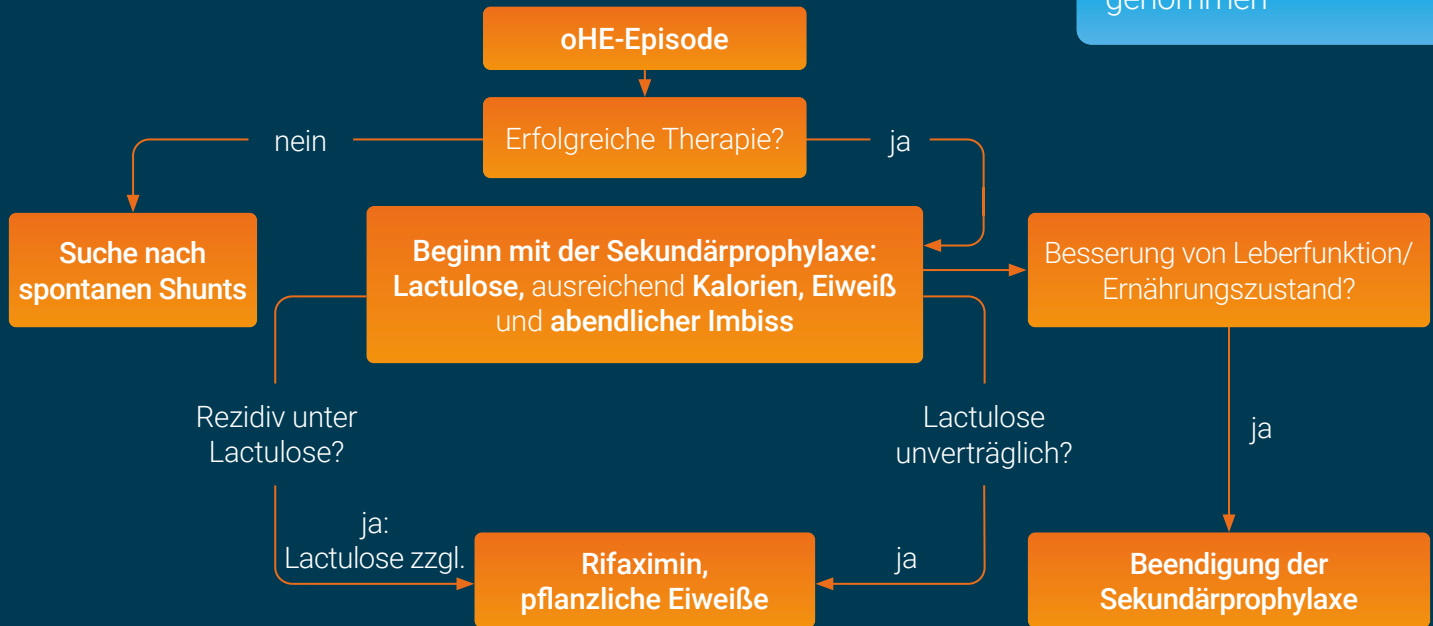 genommen
oHE-Episode
Erfolgreiche Therapie?
nein
ja
Suche nach
spontanen Shunts
Beginn mit der Sekundärprophylaxe:
Lactulose, ausreichend Kalorien, Eiweiß
und abendlicher Imbiss
Besserung von Leberfunktion/
Ernährungszustand?
Rezidiv unter
Lactulose?
Lactulose
unverträglich?
ja
ja:
Lactulose zzgl.
Rifaximin,
pflanzliche Eiweiße
ja
Beendigung der
Sekundärprophylaxe